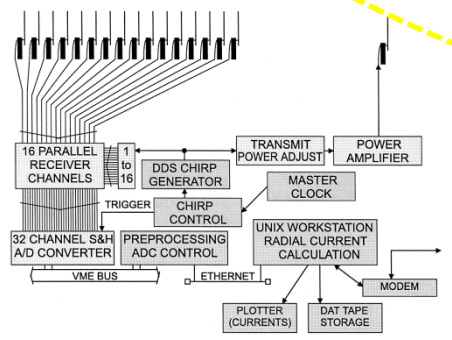 16 PARALLEL
RECEIVER
CHANNELS
1
to
16
TRANSMIT
POWER ADJUST
POWER
AMPLIFIER
DDS CHIRP
GENERATOR
MASTER
CLOCK
TRIGGER
CHIRP
CONTROL
32 CHANNEL S&H
A/D CONVERTER
PREPROCESSING
ADC CONTROL
UNIX WORKSTATION
RADIAL CURRENT
CALCULATION
VME BUS
ETHERNET
MODEM
PLOTTER
(CURRENTS)
DAT TAPE
STORAGE